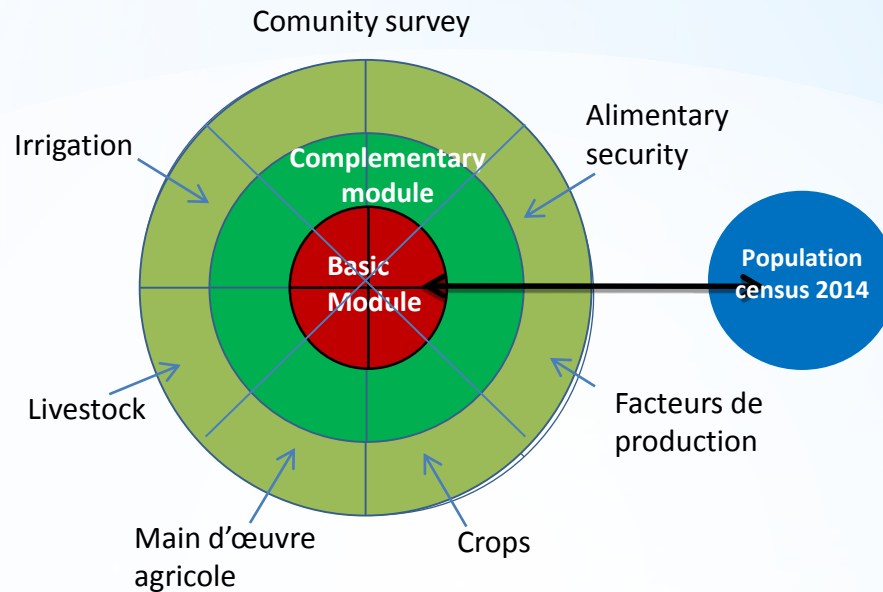 Comunity survey
Irrigation
Alimentary
security
Complementary
module
Basic
Module
Population
census 2014
Livestock
Facteurs de
production
Main d'œuvre
agricole
Crops